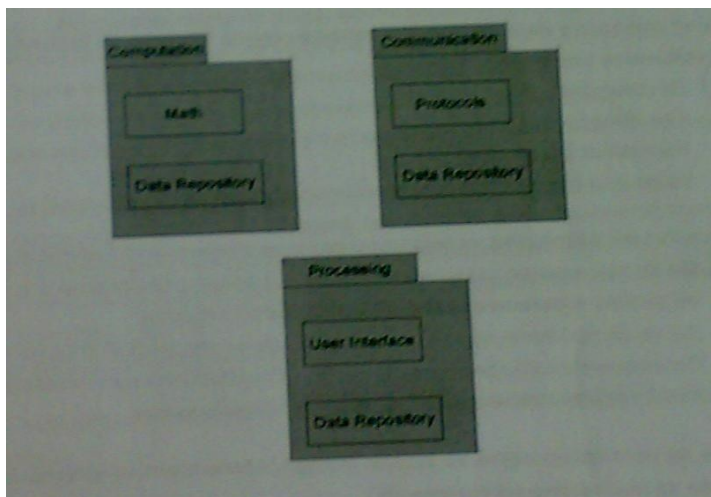 Computation
Math
Data Repository
Communication
Protocols
Data Repository
Processing
User Interface
Data Repository